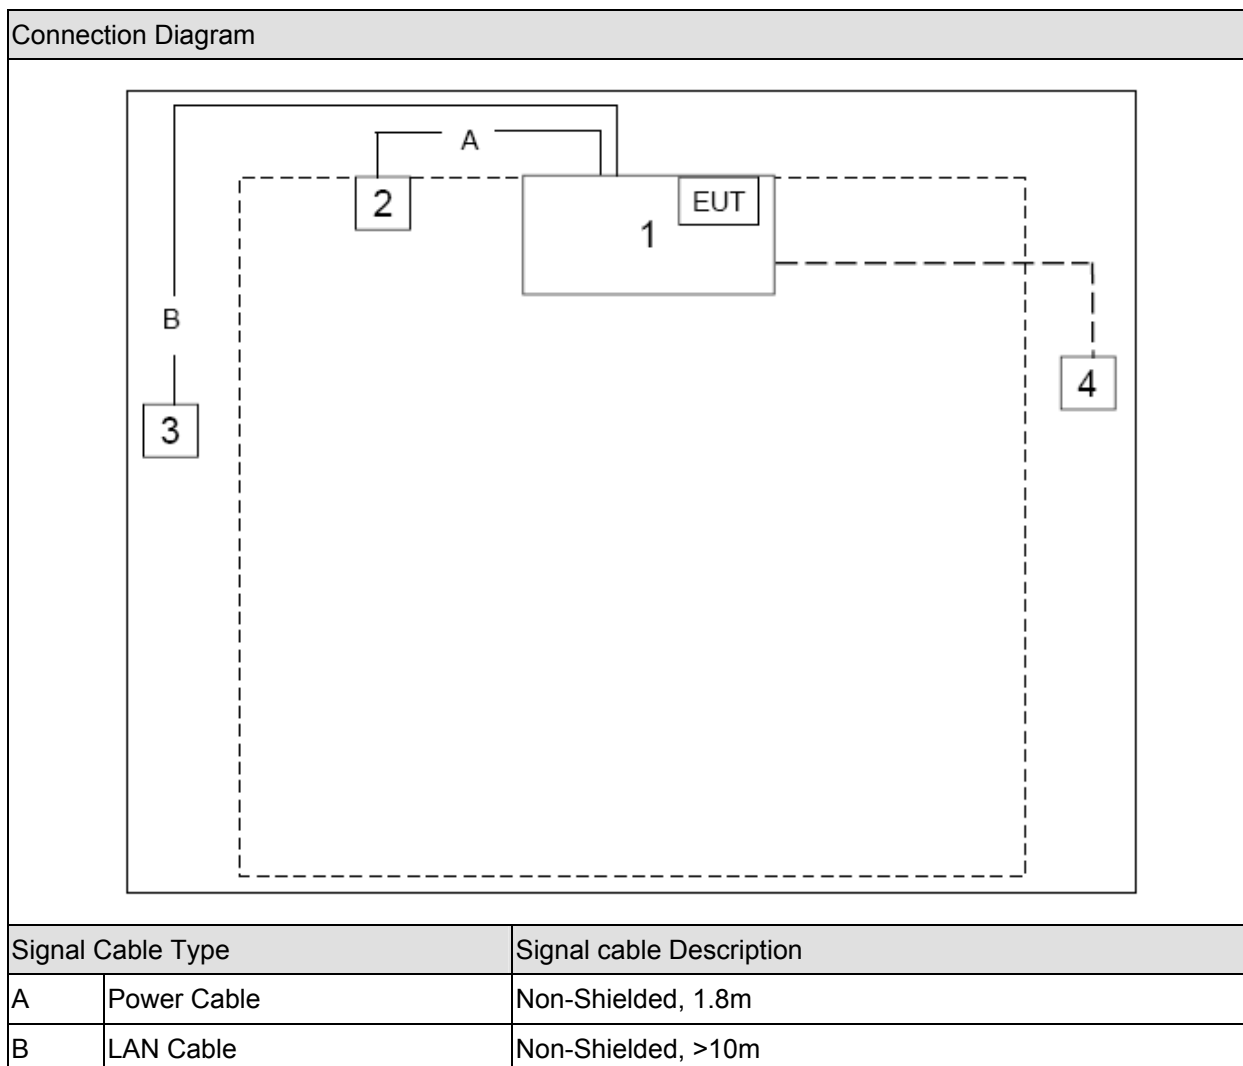 Connection Diagram
A
2
EUT
1
B
4
3
Signal Cable Type
Signal cable Description
A
Power Cable
Non-Shielded, 1.8m
B
LAN Cable
Non-Shielded, >10m